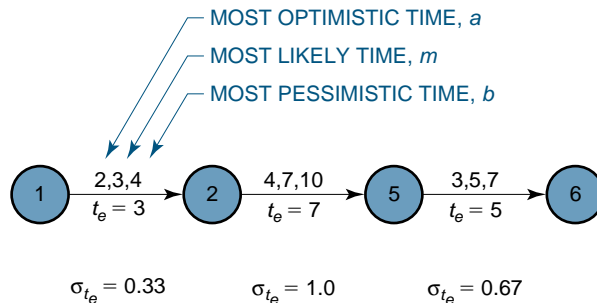 MOST OPTIMISTIC TIME, a
MOST LIKELY TIME, m
MOST PESSIMISTIC TIME, b
1 2,3,4 2 4,7,10 5 3,5,7 6
tₑ = 3 tₑ = 7 tₑ = 5
σₜₑ = 0.33 σₜₑ = 1.0 σₜₑ = 0.67